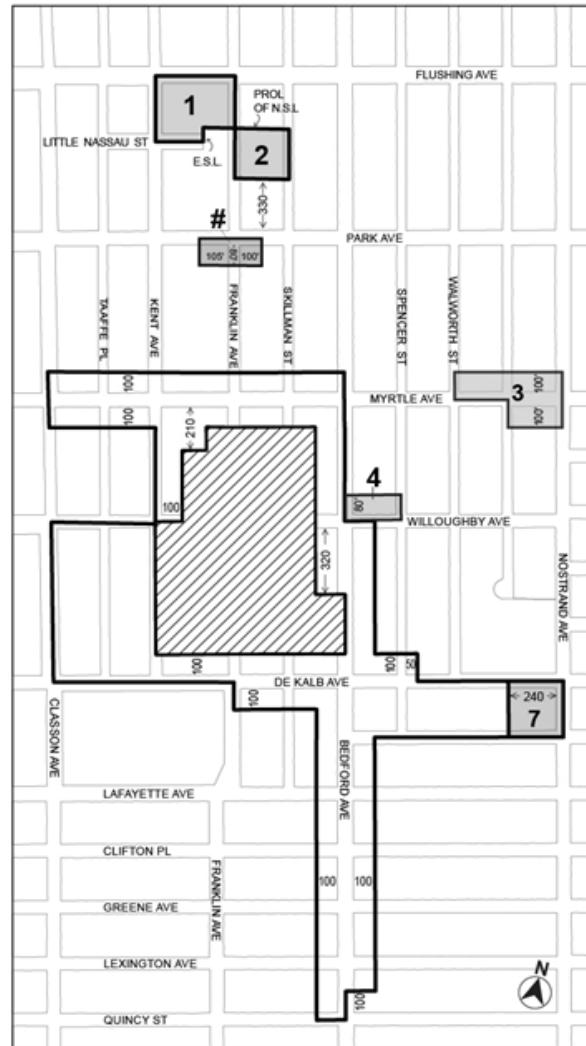 FLUSHING AVE
1
PROL
OF N.S.L
LITTLE NASSAU ST
E.S.L.
2
330
#
PARK AVE
105'
80'
100'
TAAFFE PL
KENT AVE
FRANKLIN AVE
SKILLMAN ST
SPENCER ST
WALWORTH ST
100
100'
3
MYRTLE AVE
100
100'
210
4
100
80'
WILLOUGHBY AVE
320
NOSTRAND AVE
100
100
50
DE KALB AVE
240
7
100
CLASSON AVE
BEDFORD AVE
LAFAYETTE AVE
CLIFTON PL
FRANKLIN AVE
100
100
GREENE AVE
LEXINGTON AVE
N
100
QUINCY ST